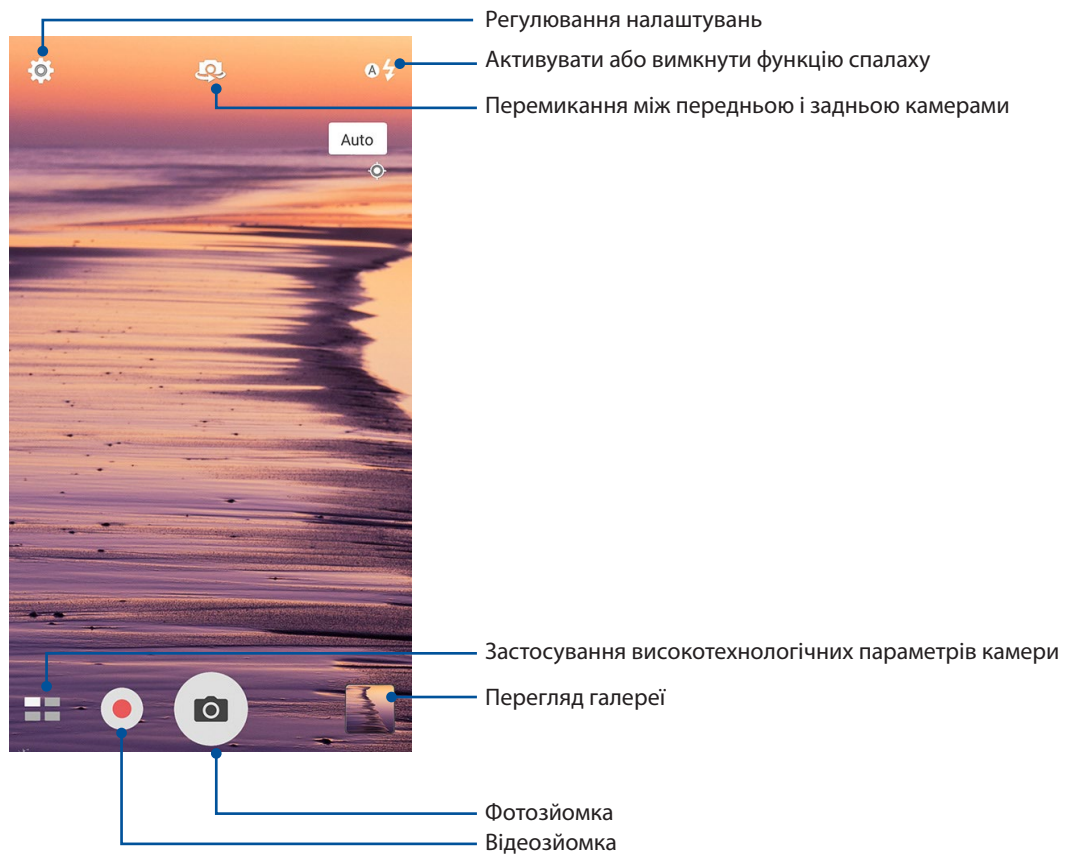 Регулювання налаштувань
Активувати або вимкнути функцію спалаху
Перемикання між передньою і задньою камерами
A
Auto
Застосування високотехнологічних параметрів камери
Перегляд галереї
Фотозйомка
Відеозйомка